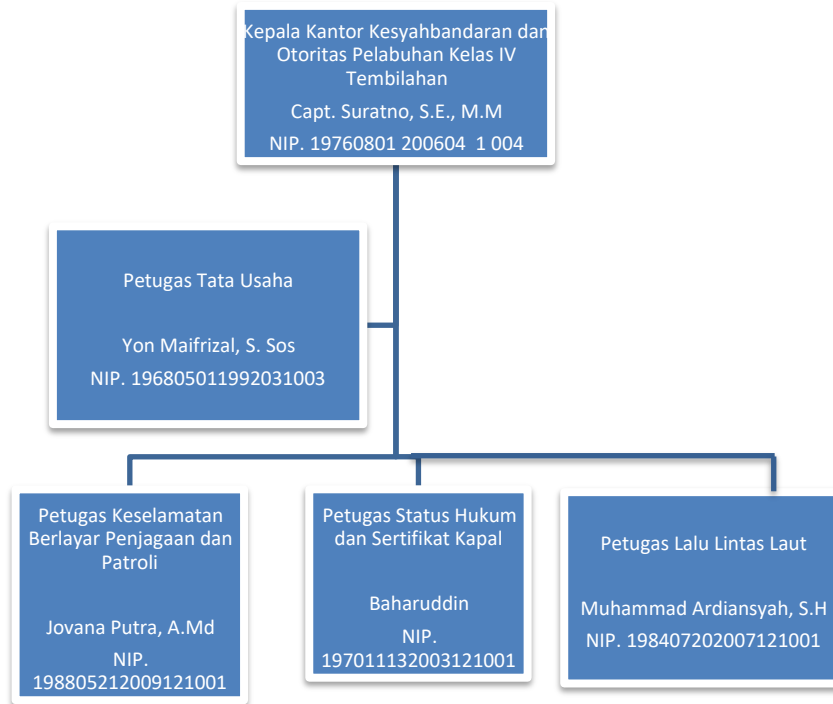 Kepala Kantor Kesyahbandaran dan
Otoritas Pelabuhan Kelas IV
Tembilahan
Capt. Suratno, S.E., M.M
NIP. 19760801 200604 1 004
Petugas Tata Usaha
Yon Maifrizal, S. Sos
NIP. 196805011992031003
Petugas Keselamatan
Berlayar Penjagaan dan
Patroli
Jovana Putra, A.Md
NIP.
198805212009121001
Petugas Status Hukum
dan Sertifikat Kapal
Baharuddin
NIP.
197011132003121001
Petugas Lalu Lintas Laut
Muhammad Ardiansyah, S.H
NIP. 198407202007121001